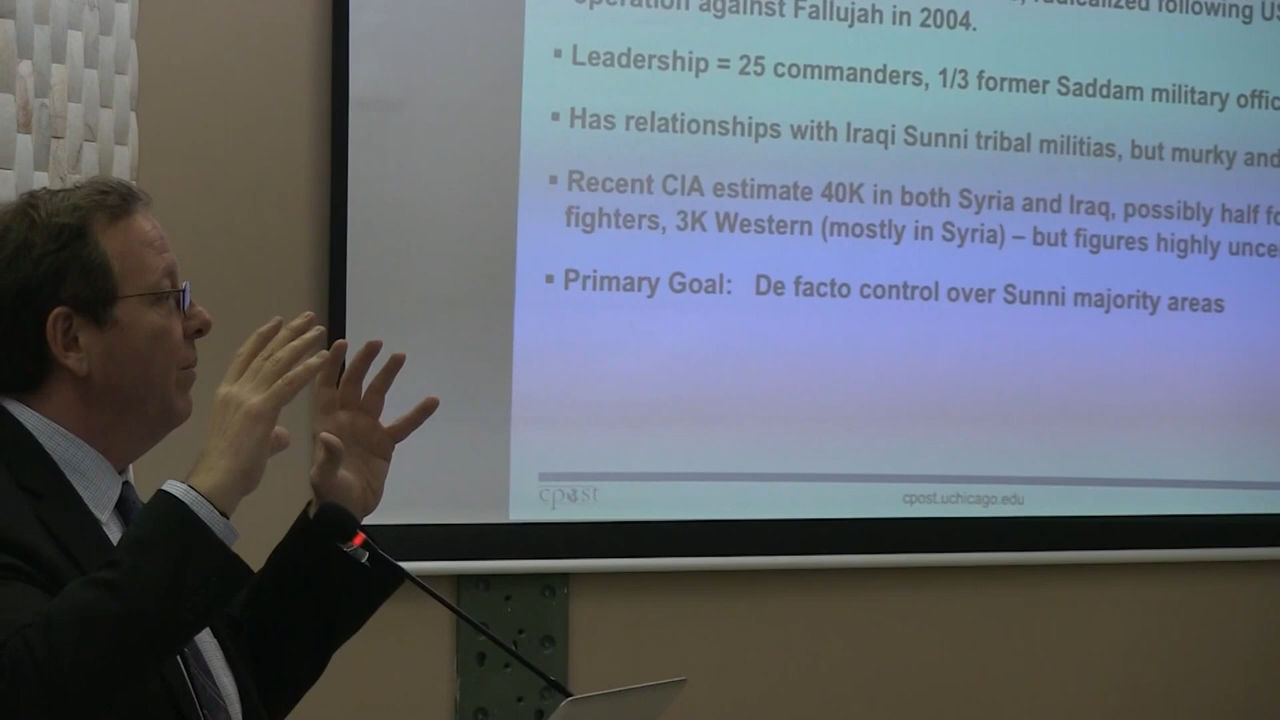 radicalized following US
operation against Fallujah in 2004.
▪ Leadership = 25 commanders, 1/3 former Saddam military offic
▪ Has relationships with Iraqi Sunni tribal militias, but murky and
▪ Recent CIA estimate 40K in both Syria and Iraq, possibly half fo
fighters, 3K Western (mostly in Syria) – but figures highly unce
▪ Primary Goal: De facto control over Sunni majority areas
cpost cpost.uchicago.edu